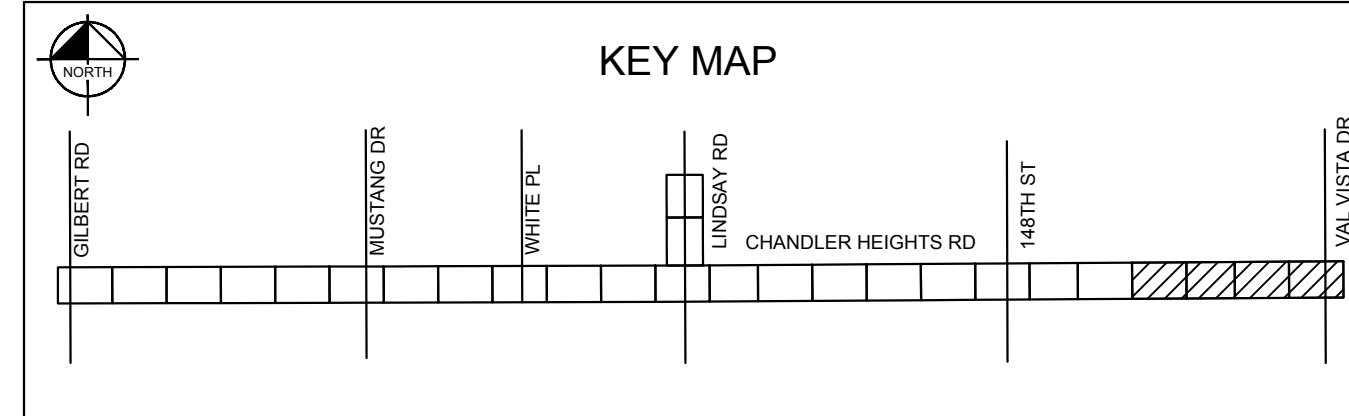 KEY MAP
NORTH
GILBERT RD
MUSTANG DR
WHITE PL
LINDSAY RD
CHANDLER HEIGHTS RD
148TH ST
VAL VISTA DR